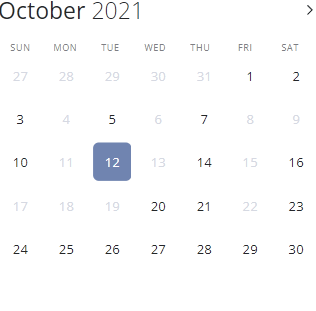 October 2021
SUN MON TUE WED THU FRI SAT
27 28 29 30 31 1 2
3 4 5 6 7 8 9
10 11 12 13 14 15 16
17 18 19 20 21 22 23
24 25 26 27 28 29 30